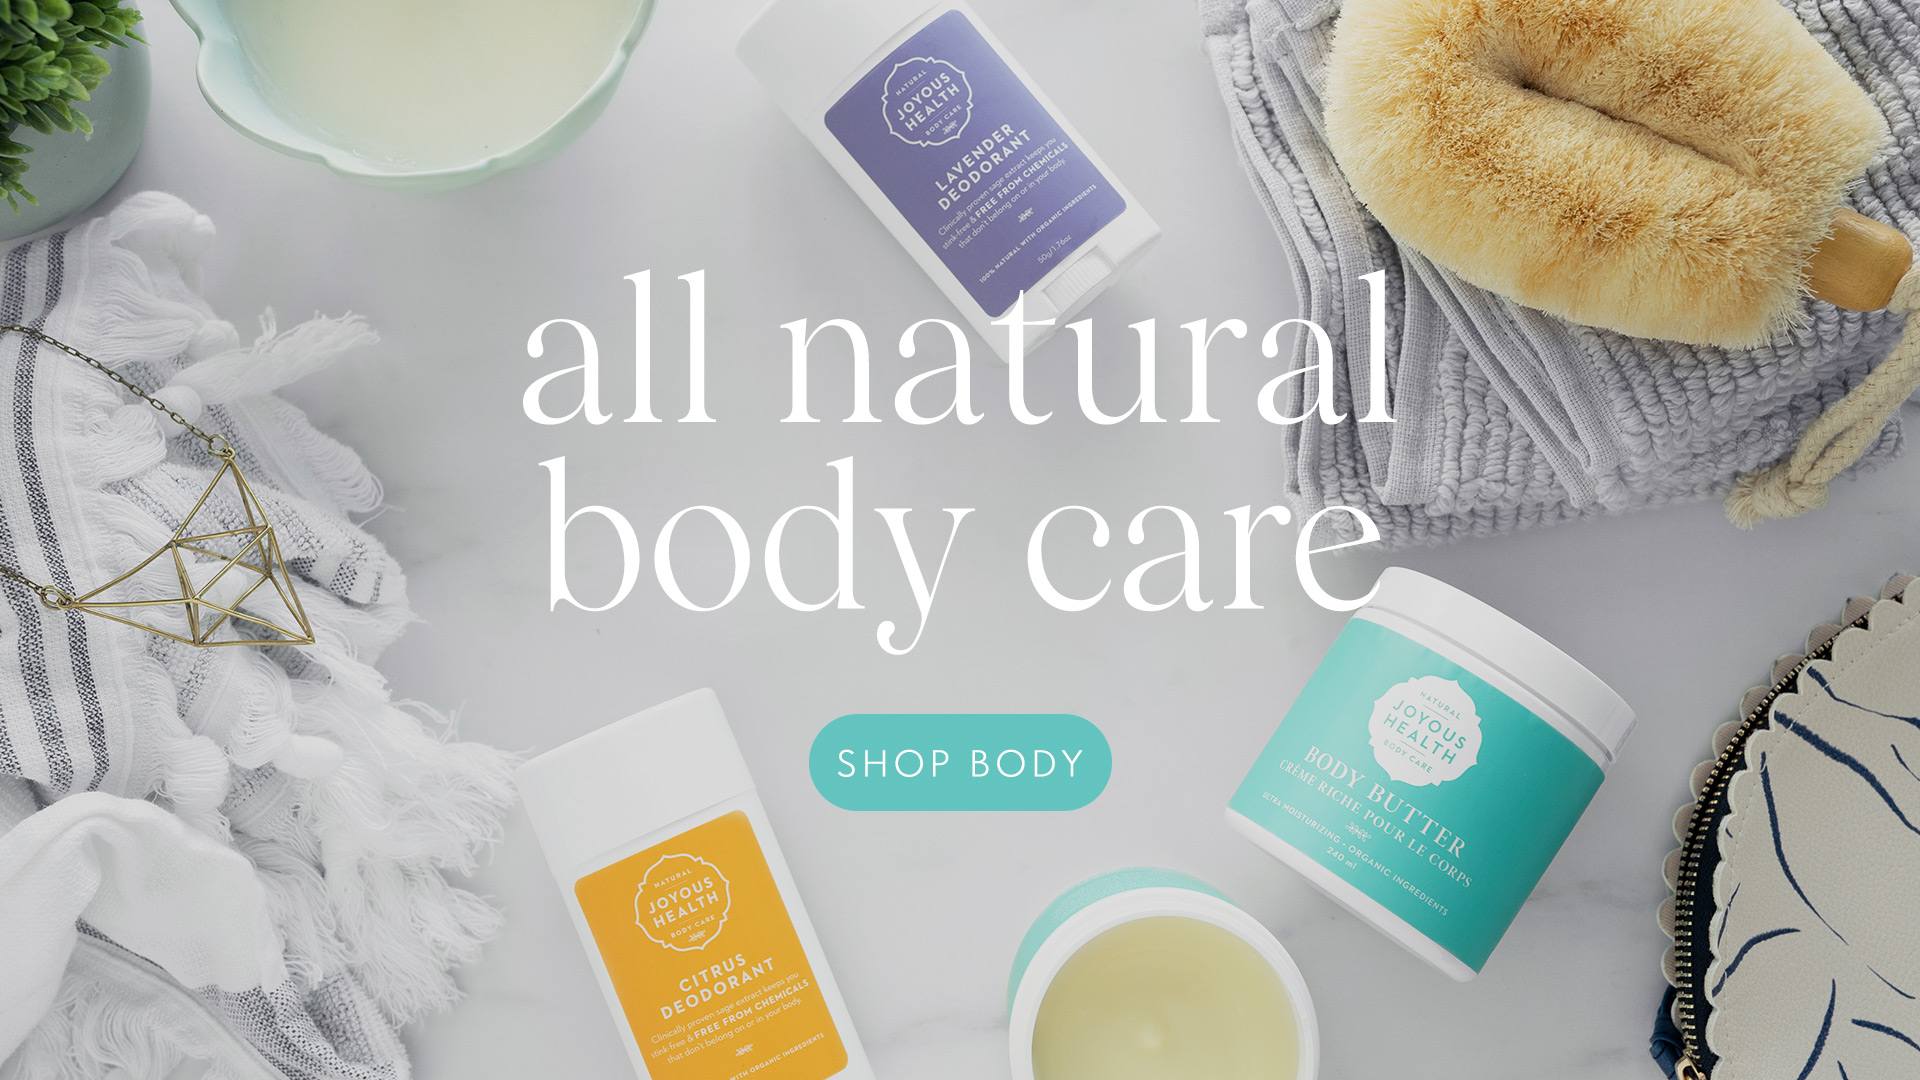 NATURAL
JOYOUS
HEALTH
BODY CARE
LAVENDER
DEODORANT
Clinically proven sage extract keeps you
stink-free & FREE FROM CHEMICALS
that don't belong on or in your body.
100% NATURAL WITH ORGANIC INGREDIENTS
50g/1.76oz
all natural
body care
SHOP BODY
NATURAL
JOYOUS
HEALTH
BODY CARE
BODY BUTTER
CRÈME RICHE POUR LE CORPS
ULTRA MOISTURIZING • ORGANIC INGREDIENTS
240 ml
NATURAL
JOYOUS
HEALTH
BODY CARE
CITRUS
DEODORANT
Clinically proven sage extract keeps you
stink-free & FREE FROM CHEMICALS
that don't belong on or in your body.
WITH ORGANIC INGREDIENTS